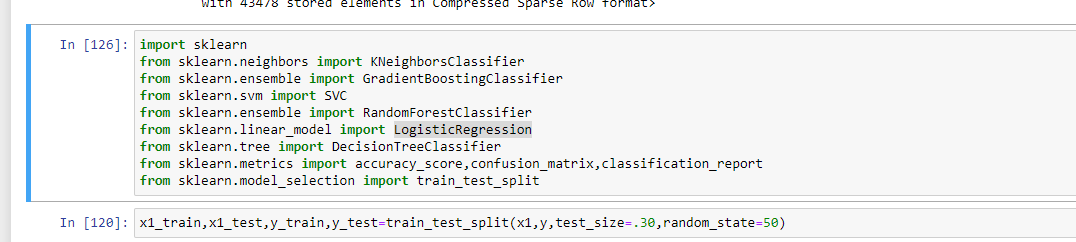 with 43478 stored elements in Compressed Sparse Row format>
In [126]: import sklearn
from sklearn.neighbors import KNeighborsClassifier
from sklearn.ensemble import GradientBoostingClassifier
from sklearn.svm import SVC
from sklearn.ensemble import RandomForestClassifier
from sklearn.linear_model import LogisticRegression
from sklearn.tree import DecisionTreeClassifier
from sklearn.metrics import accuracy_score,confusion_matrix,classification_report
from sklearn.model_selection import train_test_split
In [120]: x1_train,x1_test,y_train,y_test=train_test_split(x1,y,test_size=.30,random_state=50)